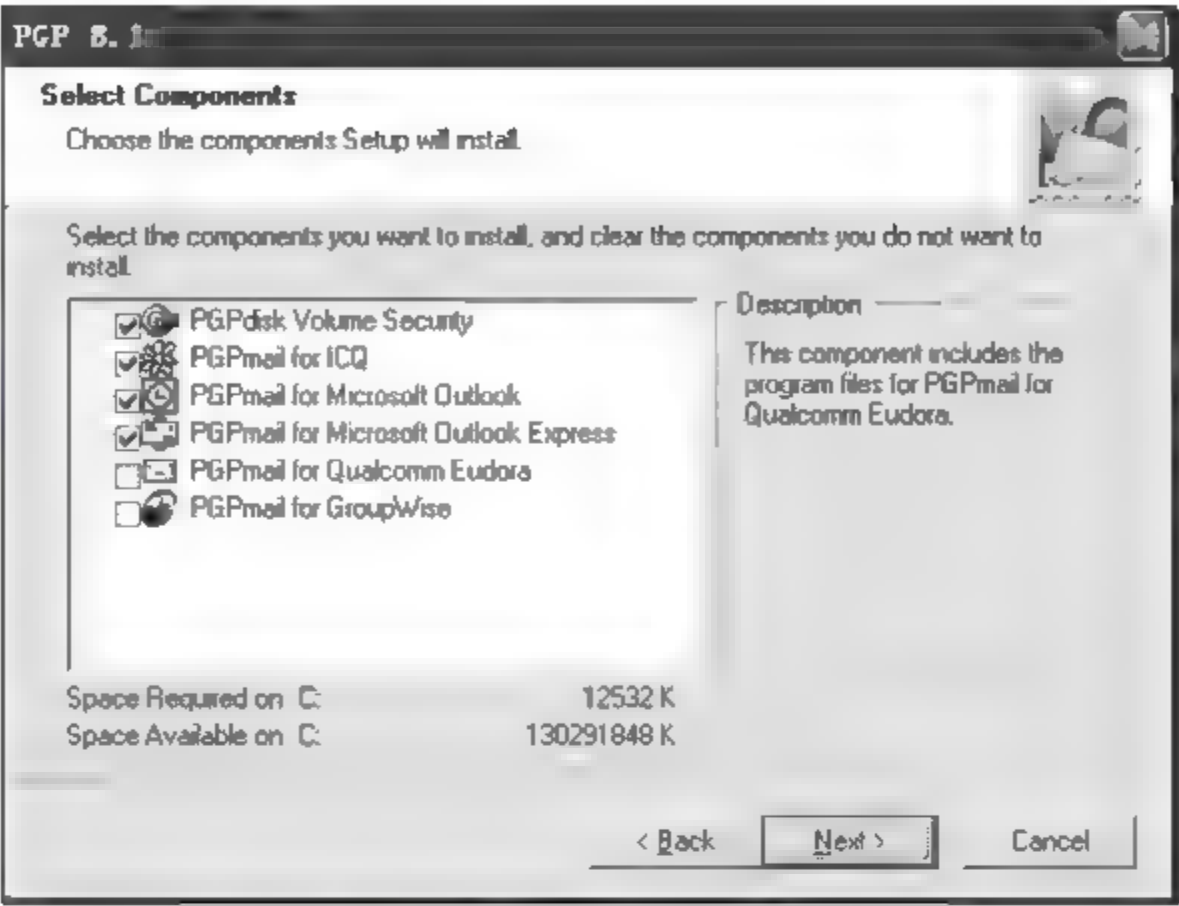 PGP 8.
Select Components
Choose the components Setup will install.
Select the components you want to install, and clear the components you do not want to
install.
Description
PGPdisk Volume Security
PGPmail for ICQ
PGPmail for Microsoft Outlook
PGPmail for Microsoft Outlook Express
PGPmail for Qualcomm Eudora
PGPmail for GroupWise
This component includes the
program files for PGPmail for
Qualcomm Eudora.
Space Required on C: 12532 K
Space Available on C: 130291848 K
< Back Next > Cancel